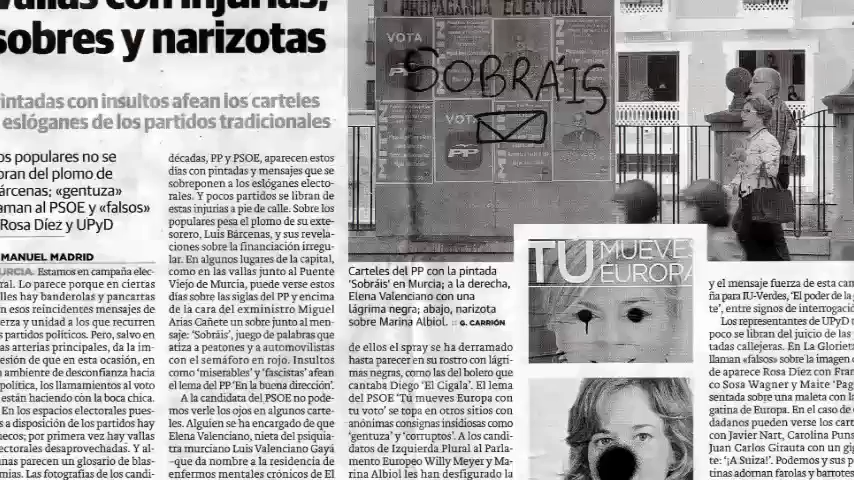 vallas con injurias,
sobres y narizotas
intadas con insultos afean los carteles
eslóganes de los partidos tradicionales
os populares no se
bran del plomo de
árcenas; «gentuza»
aman al PSOE y «falsos»
Rosa Díez y UPyD
MANUEL MADRID
URCIA. Estamos en campaña elec-
ral. Lo parece porque en ciertas
lles hay banderolas y pancartas
n esos reincidentes mensajes de
erza y unidad a los que recurren
s partidos políticos. Pero, salvo en
as arterias principales, da la im-
esión de que en esta ocasión, en
n ambiente de desconfianza hacia
política, los llamamientos al voto
están haciendo con la boca chica.
En los espacios electorales pues-
s a disposición de los partidos hay
ecos; por primera vez hay vallas
ectorales desaprovechadas. Y al-
nas parecen un glosario de blas-
mias. Las fotografías de los candi-
décadas, PP y PSOE, aparecen estos
días con pintadas y mensajes que se
sobreponen a los eslóganes electo-
rales. Y pocos partidos se libran de
estas injurias a pie de calle. Sobre los
populares pesa el plomo de su exte-
sorero, Luis Bárcenas, y sus revela-
ciones sobre la financiación irregu-
lar. En algunos lugares de la capital,
como en las vallas junto al Puente
Viejo de Murcia, puede verse estos
días sobre las siglas del PP y encima
de la cara del exministro Miguel
Arias Cañete un sobre junto al men-
saje: 'Sobráis', juego de palabras que
atiza a peatones y a automovilistas
con el semáforo en rojo. Insultos
como 'miserables' y 'fascistas' afean
el lema del PP 'En la buena dirección'.
A la candidata del PSOE no pode-
mos verle los ojos en algunos carte-
les. Alguien se ha encargado de que
Elena Valenciano, nieta del psiquia-
tra murciano Luis Valenciano Gayá
–que da nombre a la residencia de
enfermos mentales crónicos de El
PROPAGANDA ELECTORAL
VOTA
MITIN
SOBRÁIS
MITIN
VOTA
PP
MITIN
Carteles del PP con la pintada
'Sobráis' en Murcia; a la derecha,
Elena Valenciano con una
lágrima negra; abajo, narizota
sobre Marina Albiol. :: G. CARRIÓN
de ellos el spray se ha derramado
hasta parecer en su rostro con lágri-
mas negras, como las del bolero que
cantaba Diego 'El Cigala'. El lema
del PSOE 'Tú mueves Europa con
tu voto' se topa en otros sitios con
anónimas consignas insidiosas como
'gentuza' y 'corruptos'. A los candi-
datos de Izquierda Plural al Parla-
mento Europeo Willy Meyer y Ma-
rina Albiol les han desfigurado la
TÚ MUEVES
EUROPA
y el mensaje fuerza de esta cam
ña para IU-Verdes, 'El poder de la g
te', entre signos de interrogación
Los representantes de UPyD t
poco se libran del juicio de las p
tadas callejeras. En La Gloriet
llaman «falsos» sobre la imagen
de aparece Rosa Díez con Fran
co Sosa Wagner y Maite 'Pag
sentada sobre una maleta con la
gatina de Europa. En el caso de
dadanos pueden verse los cart
con Javier Nart, Carolina Puns
Juan Carlos Girauta con un gig
te: '¡A Suiza!'. Podemos y sus p
tinas adornan farolas y barrotes